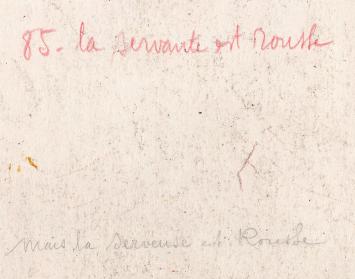 85- la servante est rousse
mais la serveuse est Rousse